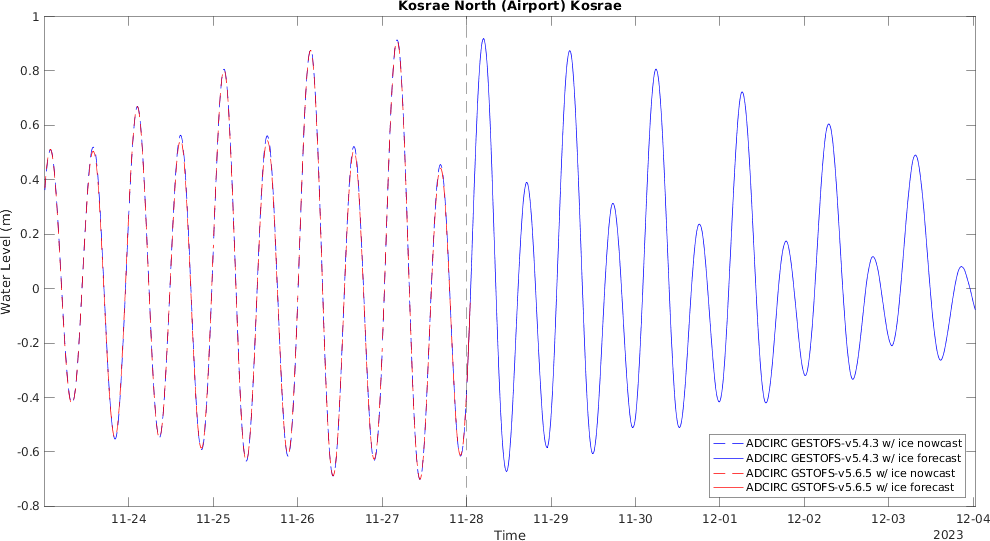 Kosrae North (Airport) Kosrae
Water Level (m)
1
0.8
0.6
0.4
0.2
0
-0.2
-0.4
-0.6
-0.8
ADCIRC GESTOFS-v5.4.3 w/ ice nowcast
ADCIRC GESTOFS-v5.4.3 w/ ice forecast
ADCIRC GSTOFS-v5.6.5 w/ ice nowcast
ADCIRC GSTOFS-v5.6.5 w/ ice forecast
11-24 11-25 11-26 11-27 11-28 11-29 11-30 12-01 12-02 12-03 12-04
Time
2023